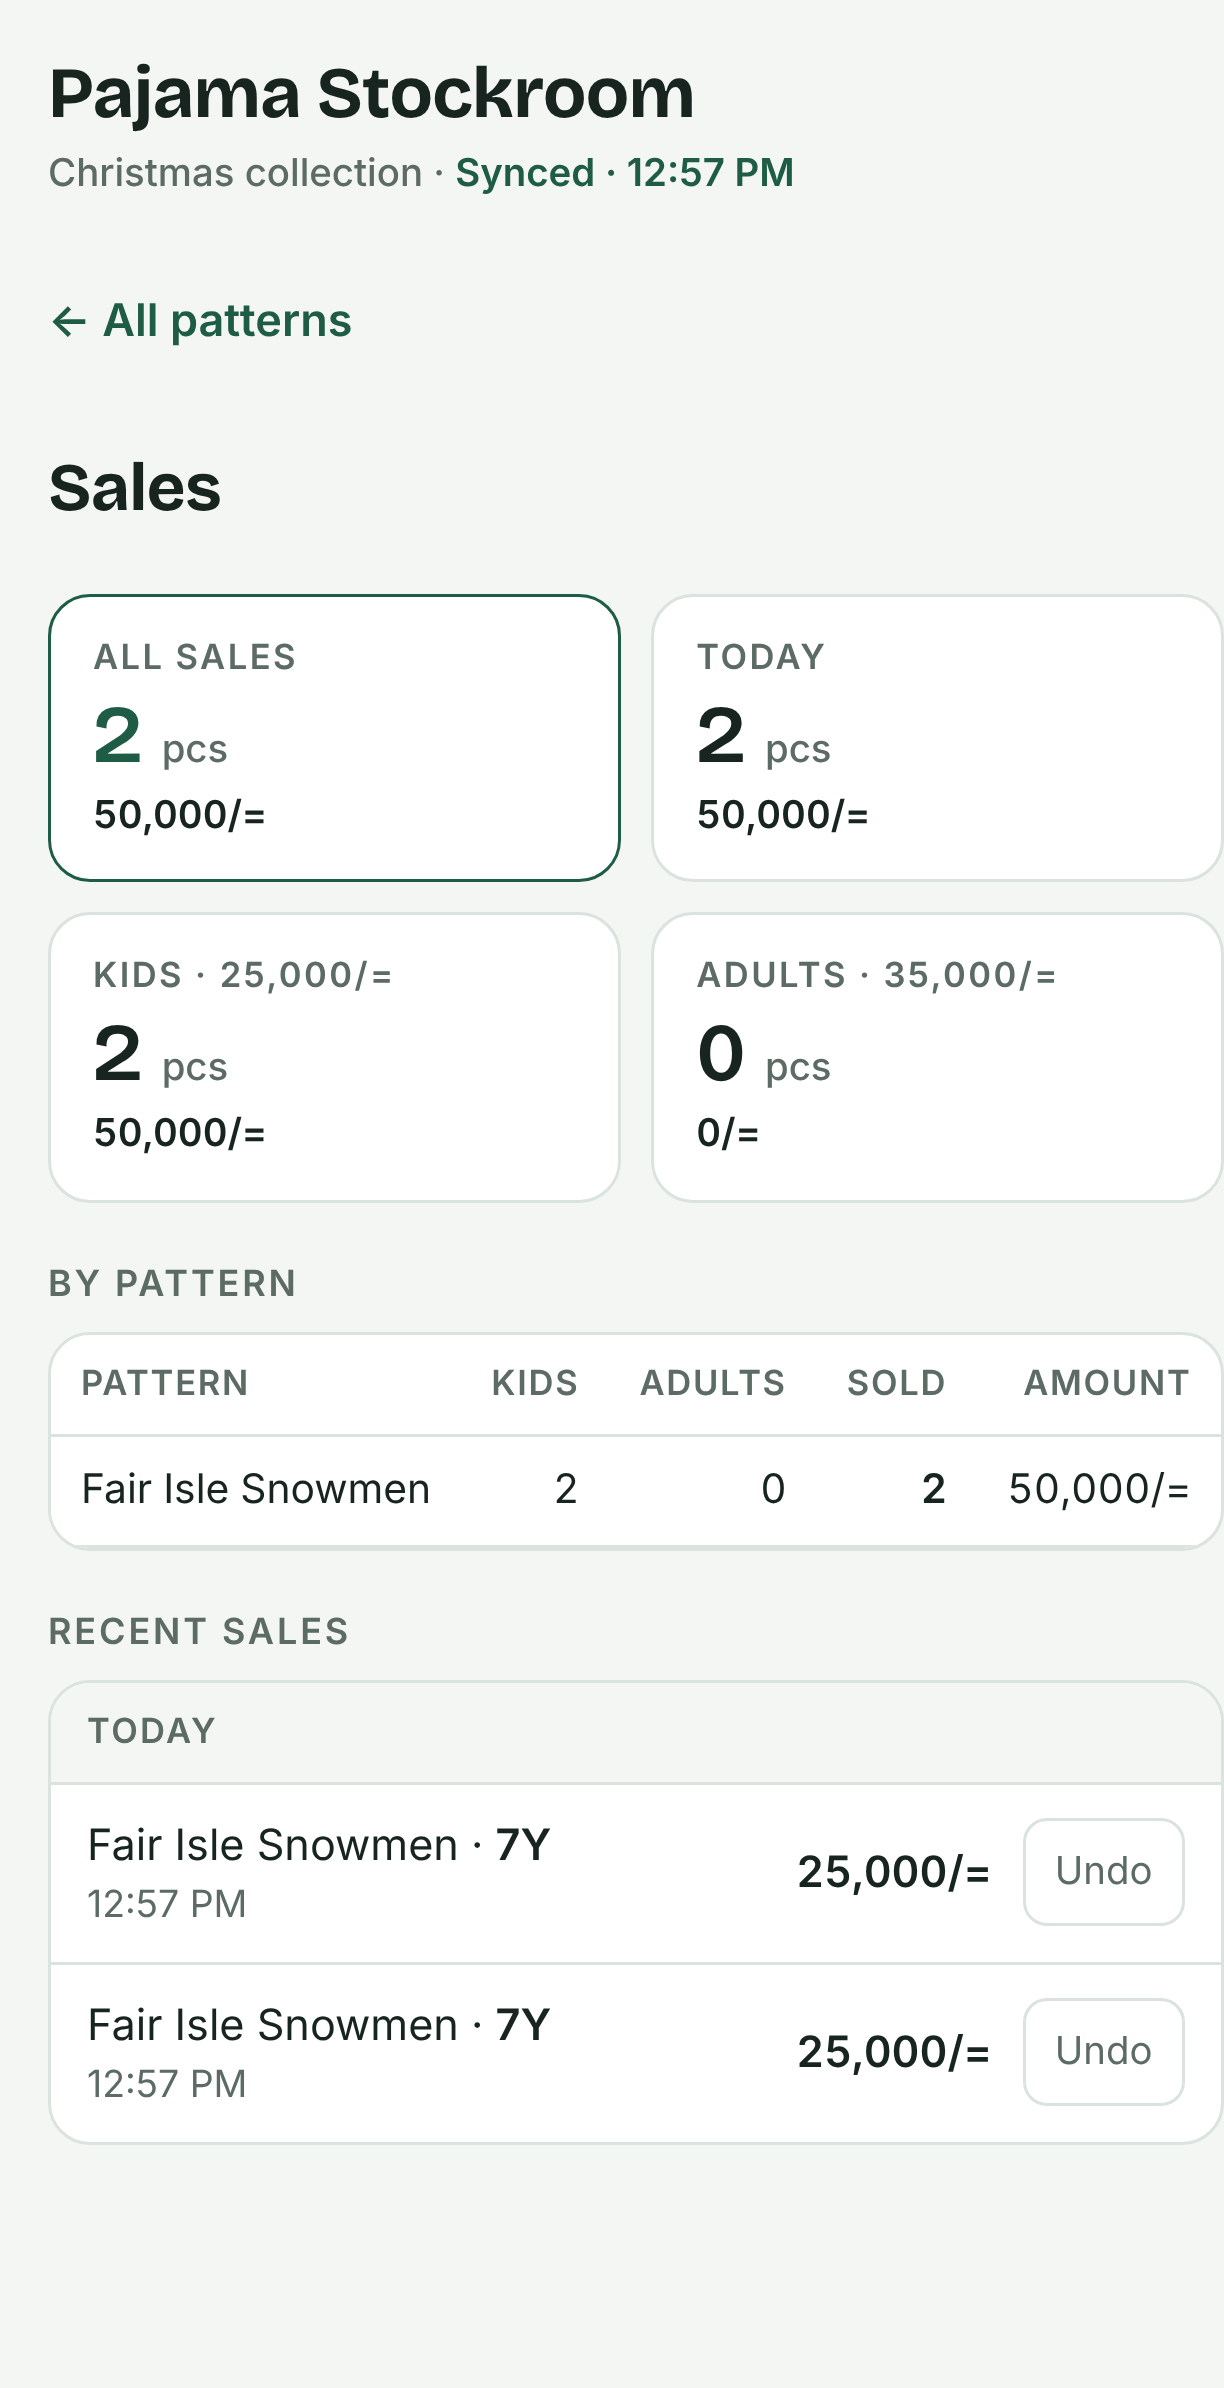 Pajama Stockroom
Christmas collection · Synced · 12:57 PM
← All patterns
Sales
ALL SALES
2 pcs
50,000/=
TODAY
2 pcs
50,000/=
KIDS · 25,000/=
2 pcs
50,000/=
ADULTS · 35,000/=
0 pcs
0/=
BY PATTERN
PATTERN KIDS ADULTS SOLD AMOUNT
Fair Isle Snowmen 2 0 2 50,000/=
RECENT SALES
TODAY
Fair Isle Snowmen · 7Y
12:57 PM
25,000/= Undo
Fair Isle Snowmen · 7Y
12:57 PM
25,000/= Undo